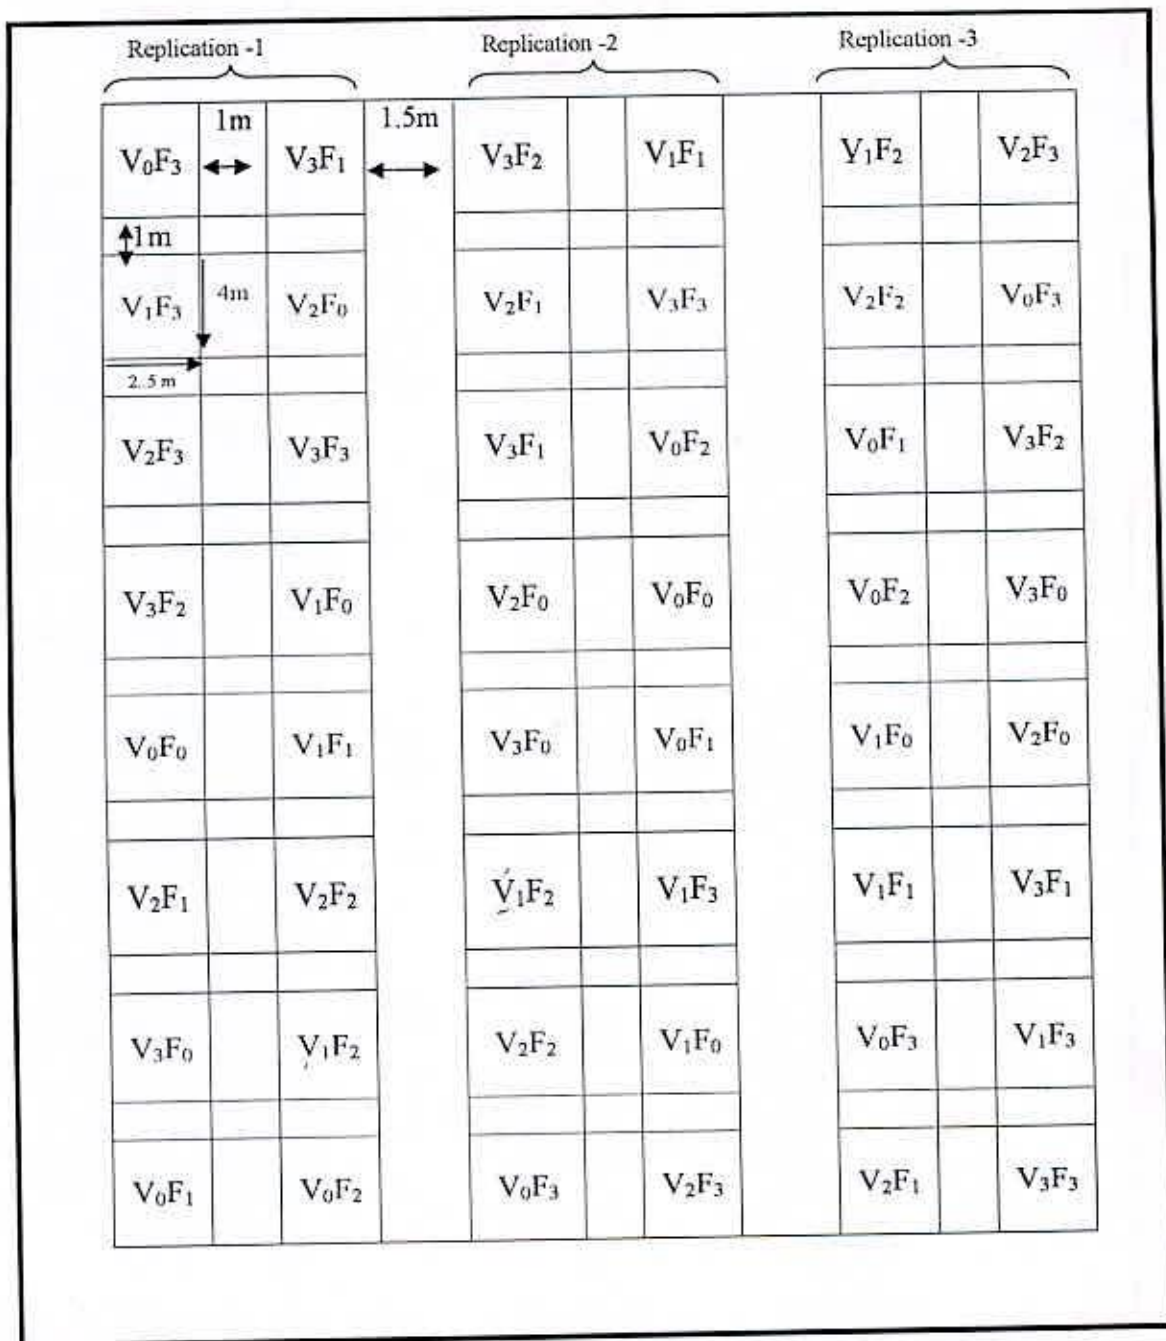 Replication -1 Replication -2 Replication -3
V₀F₃ 1m V₃F₁ 1.5m V₃F₂ V₁F₁ V₁F₂ V₂F₃
1m
V₁F₃ 4m V₂F₀ V₂F₁ V₃F₃ V₂F₂ V₀F₃
2.5 m
V₂F₃ V₃F₃ V₃F₁ V₀F₂ V₀F₁ V₃F₂
V₃F₂ V₁F₀ V₂F₀ V₀F₀ V₀F₂ V₃F₀
V₀F₀ V₁F₁ V₃F₀ V₀F₁ V₁F₀ V₂F₀
V₂F₁ V₂F₂ V₁F₂ V₁F₃ V₁F₁ V₃F₁
V₃F₀ V₁F₂ V₂F₂ V₁F₀ V₀F₃ V₁F₃
V₀F₁ V₀F₂ V₀F₃ V₂F₃ V₂F₁ V₃F₃